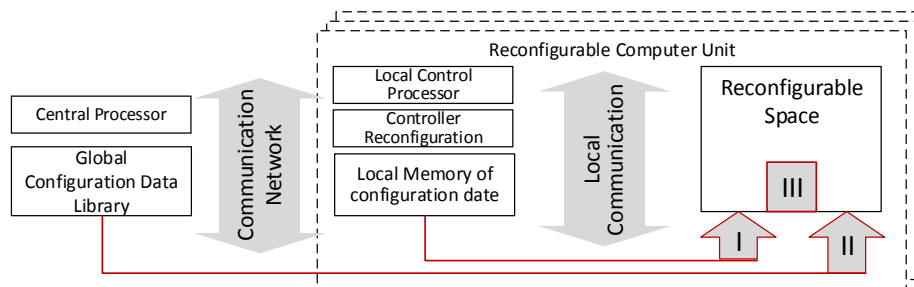 Reconfigurable Computer Unit
Central Processor
Global
Configuration Data
Library
Communication
Network
Local Control
Processor
Controller
Reconfiguration
Local Memory of
configuration date
Local
Communication
Reconfigurable
Space
III
I
II